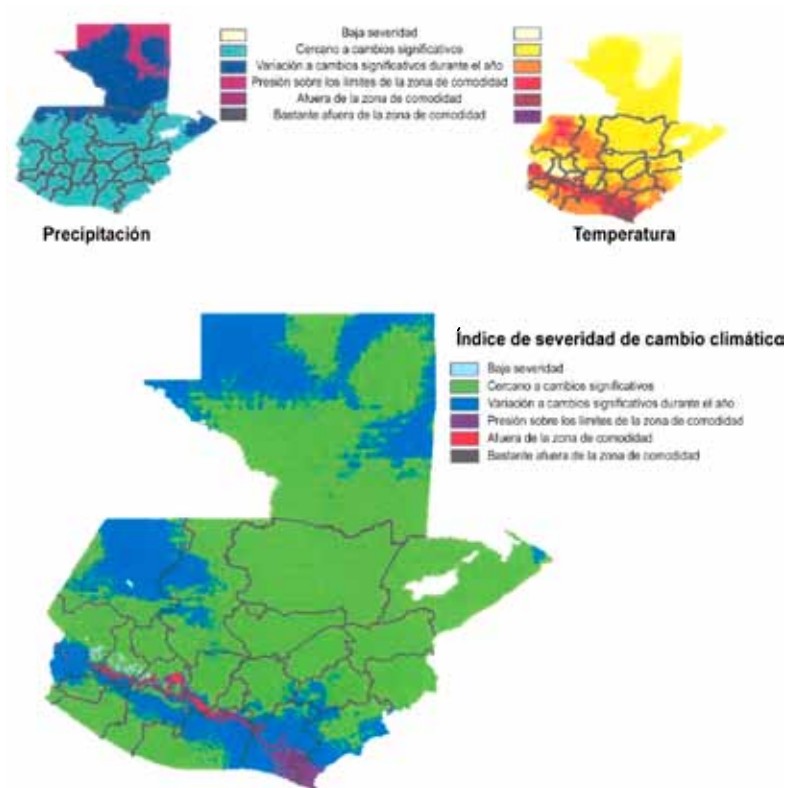 Baja severidad
Cercano a cambios significativos
Variación a cambios significativos durante el año
Presión sobre los limites de la zona de comodidad
Afuera de la zona de comodidad
Bastante afuera de la zona de comodidad
Precipitación
Temperatura
Índice de severidad de cambio climático
Baja severidad
Cercano a cambios significativos
Variación a cambios significativos durante el año
Presión sobre los limites de la zona de comodidad
Afuera de la zona de comodidad
Bastante afuera de la zona de comodidad